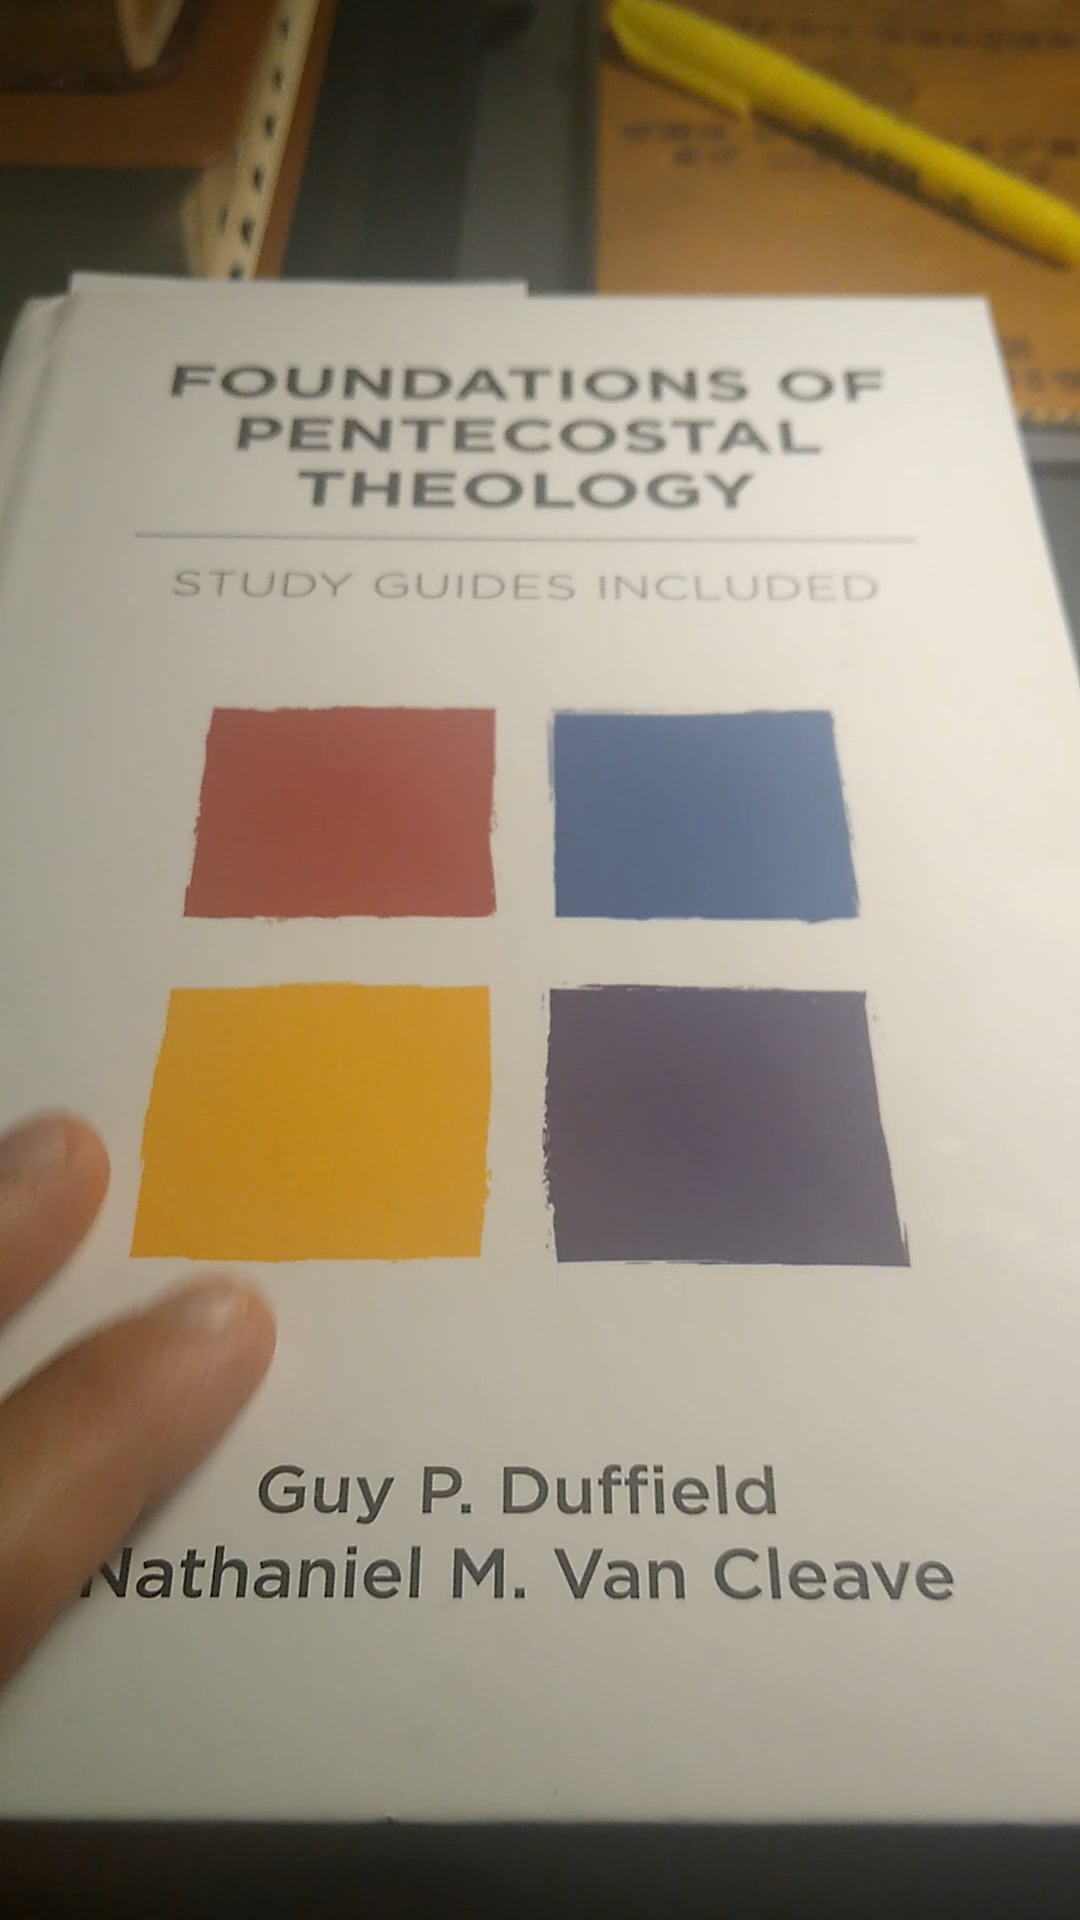 FOUNDATIONS OF
PENTECOSTAL
THEOLOGY
STUDY GUIDES INCLUDED
Guy P. Duffield
Nathaniel M. Van Cleave